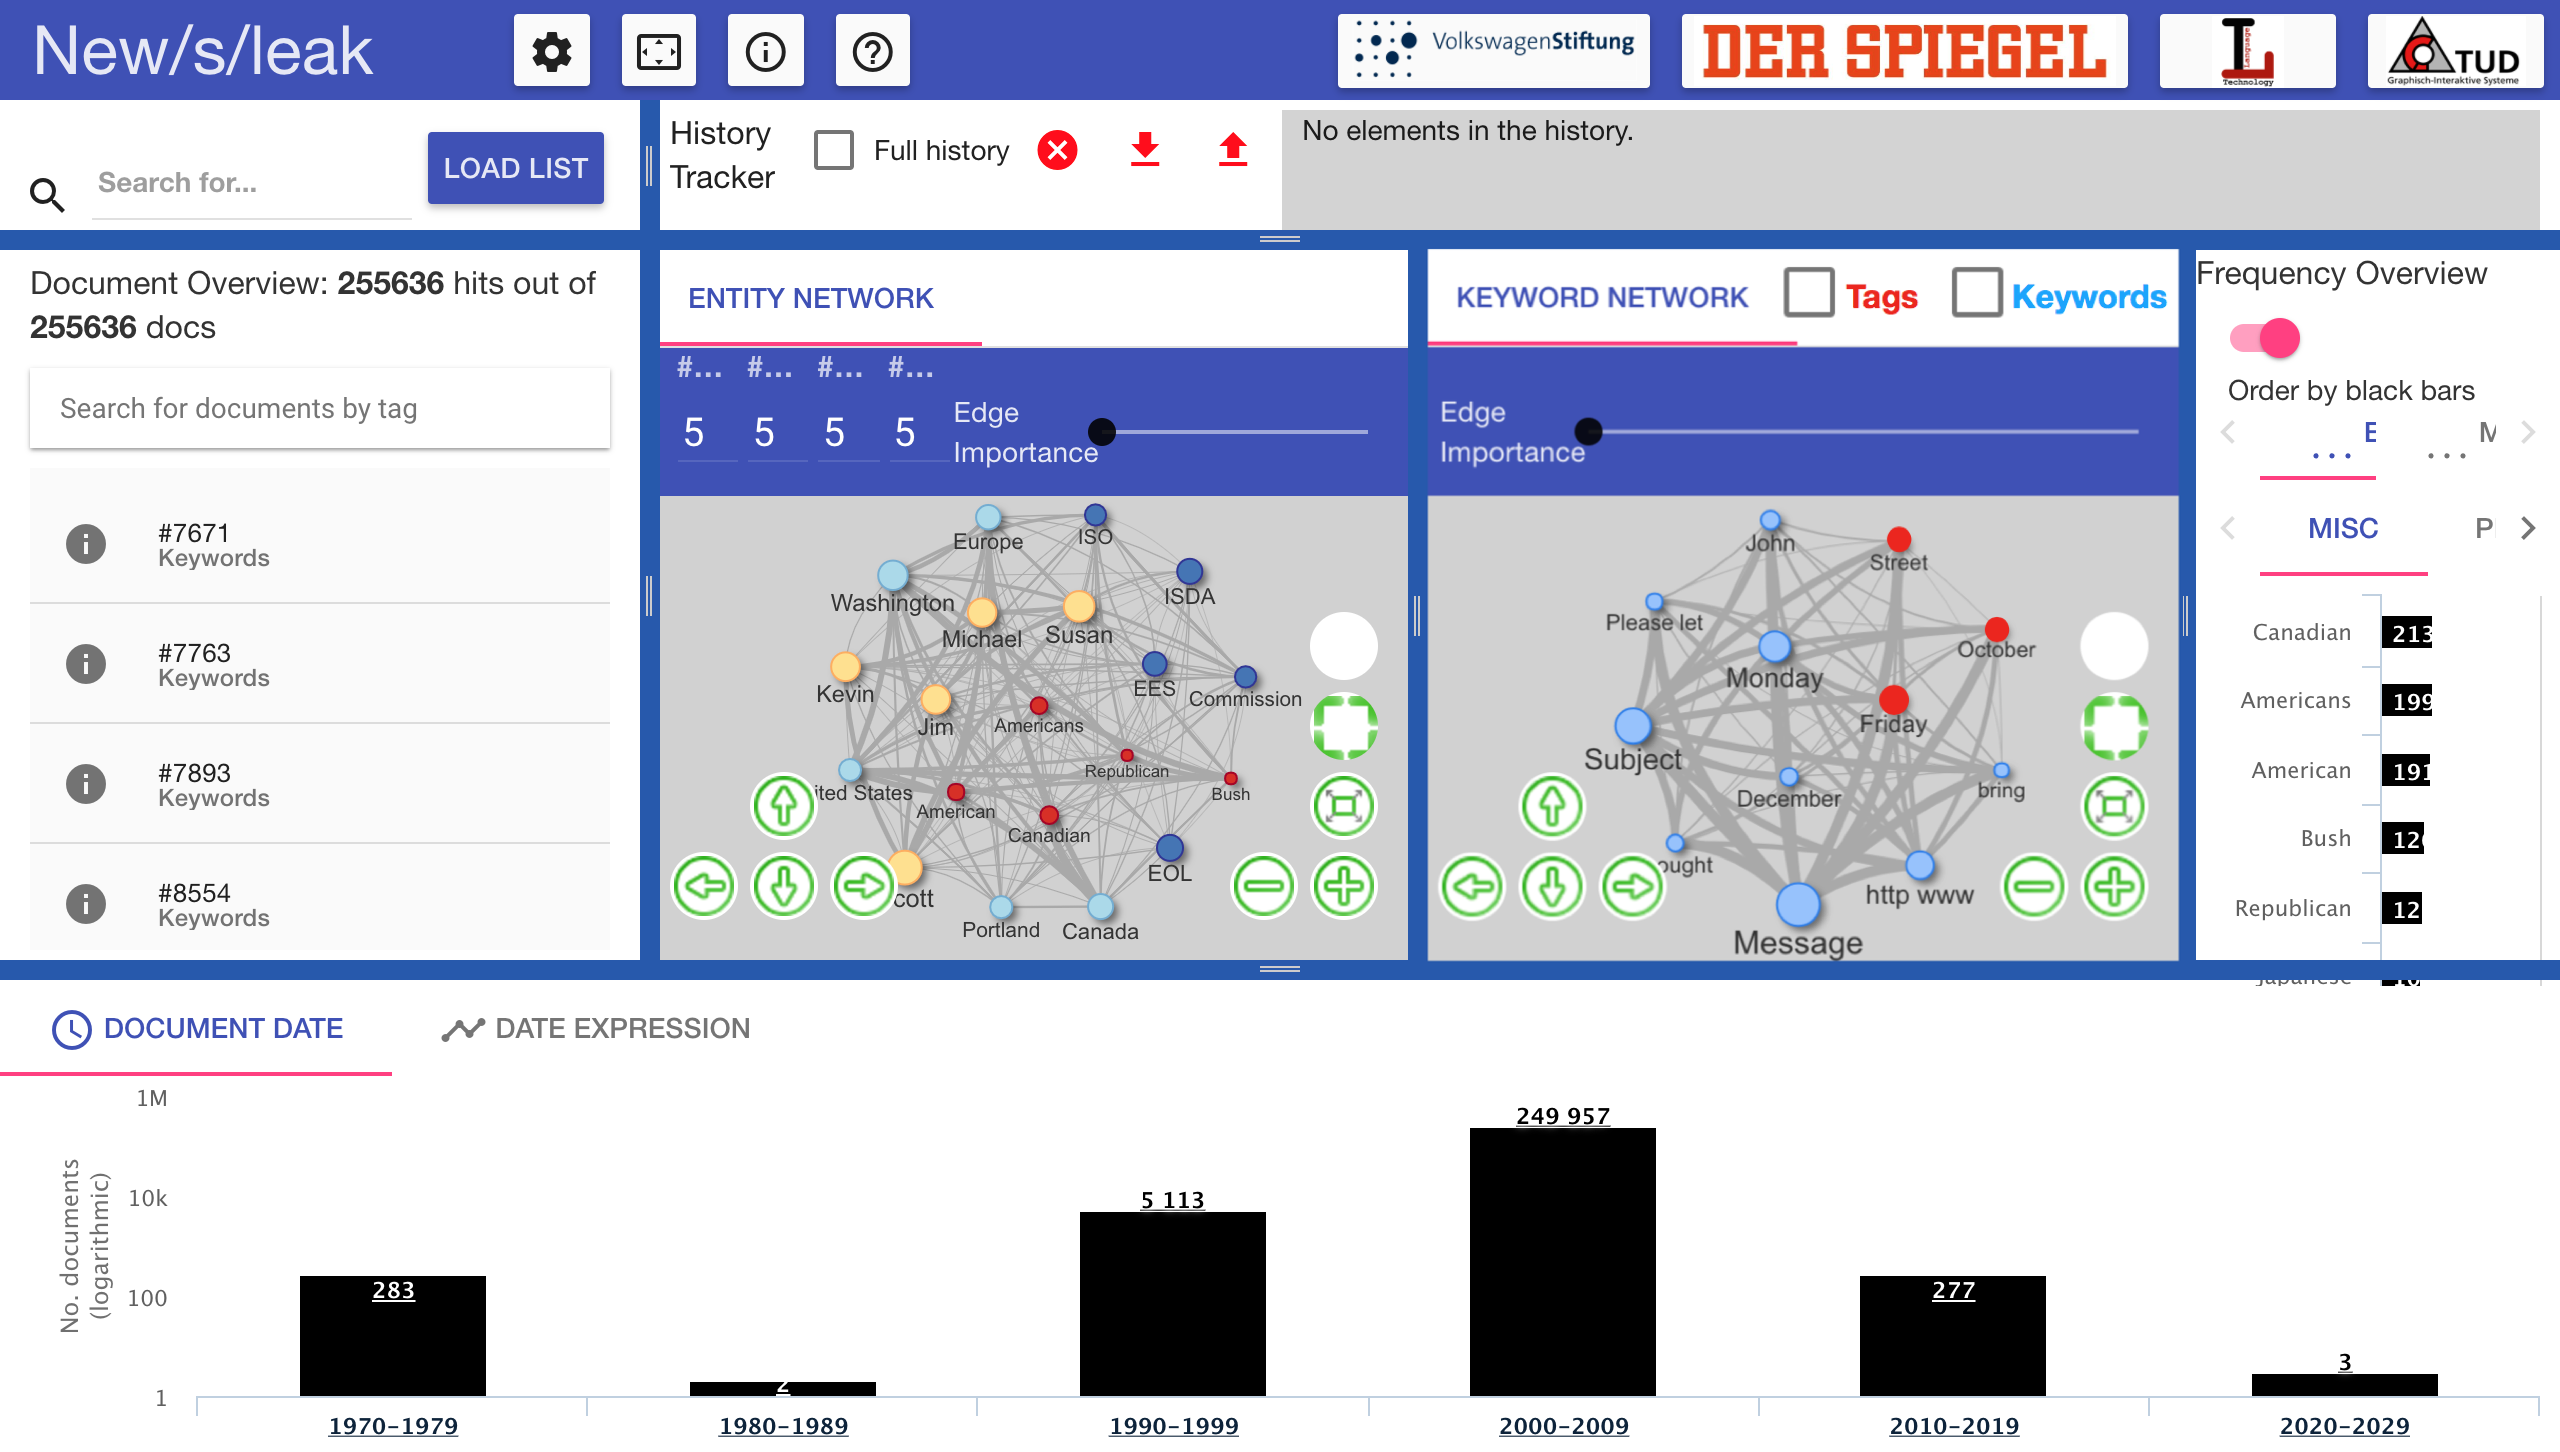 New/s/leak
VolkswagenStiftung
DER SPIEGEL
L
Language
Technology
TUD
Graphisch-Interaktive Systeme
Search for...
LOAD LIST
History
Tracker
Full history
No elements in the history.
Document Overview: 255636 hits out of
255636 docs
Search for documents by tag
#7671
Keywords
#7763
Keywords
#7893
Keywords
#8554
Keywords
ENTITY NETWORK
#... #... #... #...
5 5 5 5
Edge
Importance
Europe
ISO
ISDA
Washington
Michael
Susan
Kevin
EES
Commission
Jim
Americans
Republican
ited States
Bush
American
Canadian
EOL
cott
Portland
Canada
KEYWORD NETWORK
Tags
Keywords
Edge
Importance
John
Street
Please let
October
Monday
Friday
Subject
December
bring
ought
http www
Message
Frequency Overview
Order by black bars
E
...
M
...
MISC
P
Canadian 213
Americans 199
American 191
Bush 12
Republican 12
Japanese
DOCUMENT DATE
DATE EXPRESSION
No. documents
(logarithmic)
1M
10k
100
1
283
2
5 113
249 957
277
3
1970-1979
1980-1989
1990-1999
2000-2009
2010-2019
2020-2029